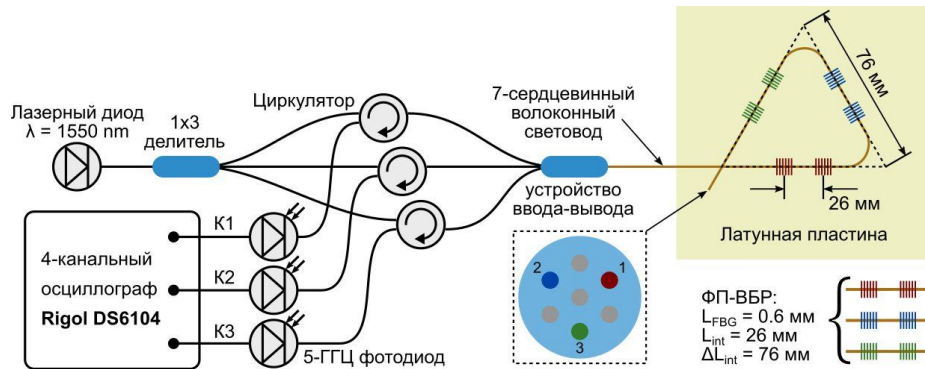 Лазерный диод
λ = 1550 nm
1x3
делитель
Циркулятор
7-сердцевинный
волоконный
световод
устройство
ввода-вывода
76 мм
26 мм
Латунная пластина
4-канальный
осциллограф
Rigol DS6104
К1
К2
К3
5-ГГЦ фотодиод
1
2
3
ФП-ВБР:
L_FBG = 0.6 мм
L_int = 26 мм
ΔL_int = 76 мм